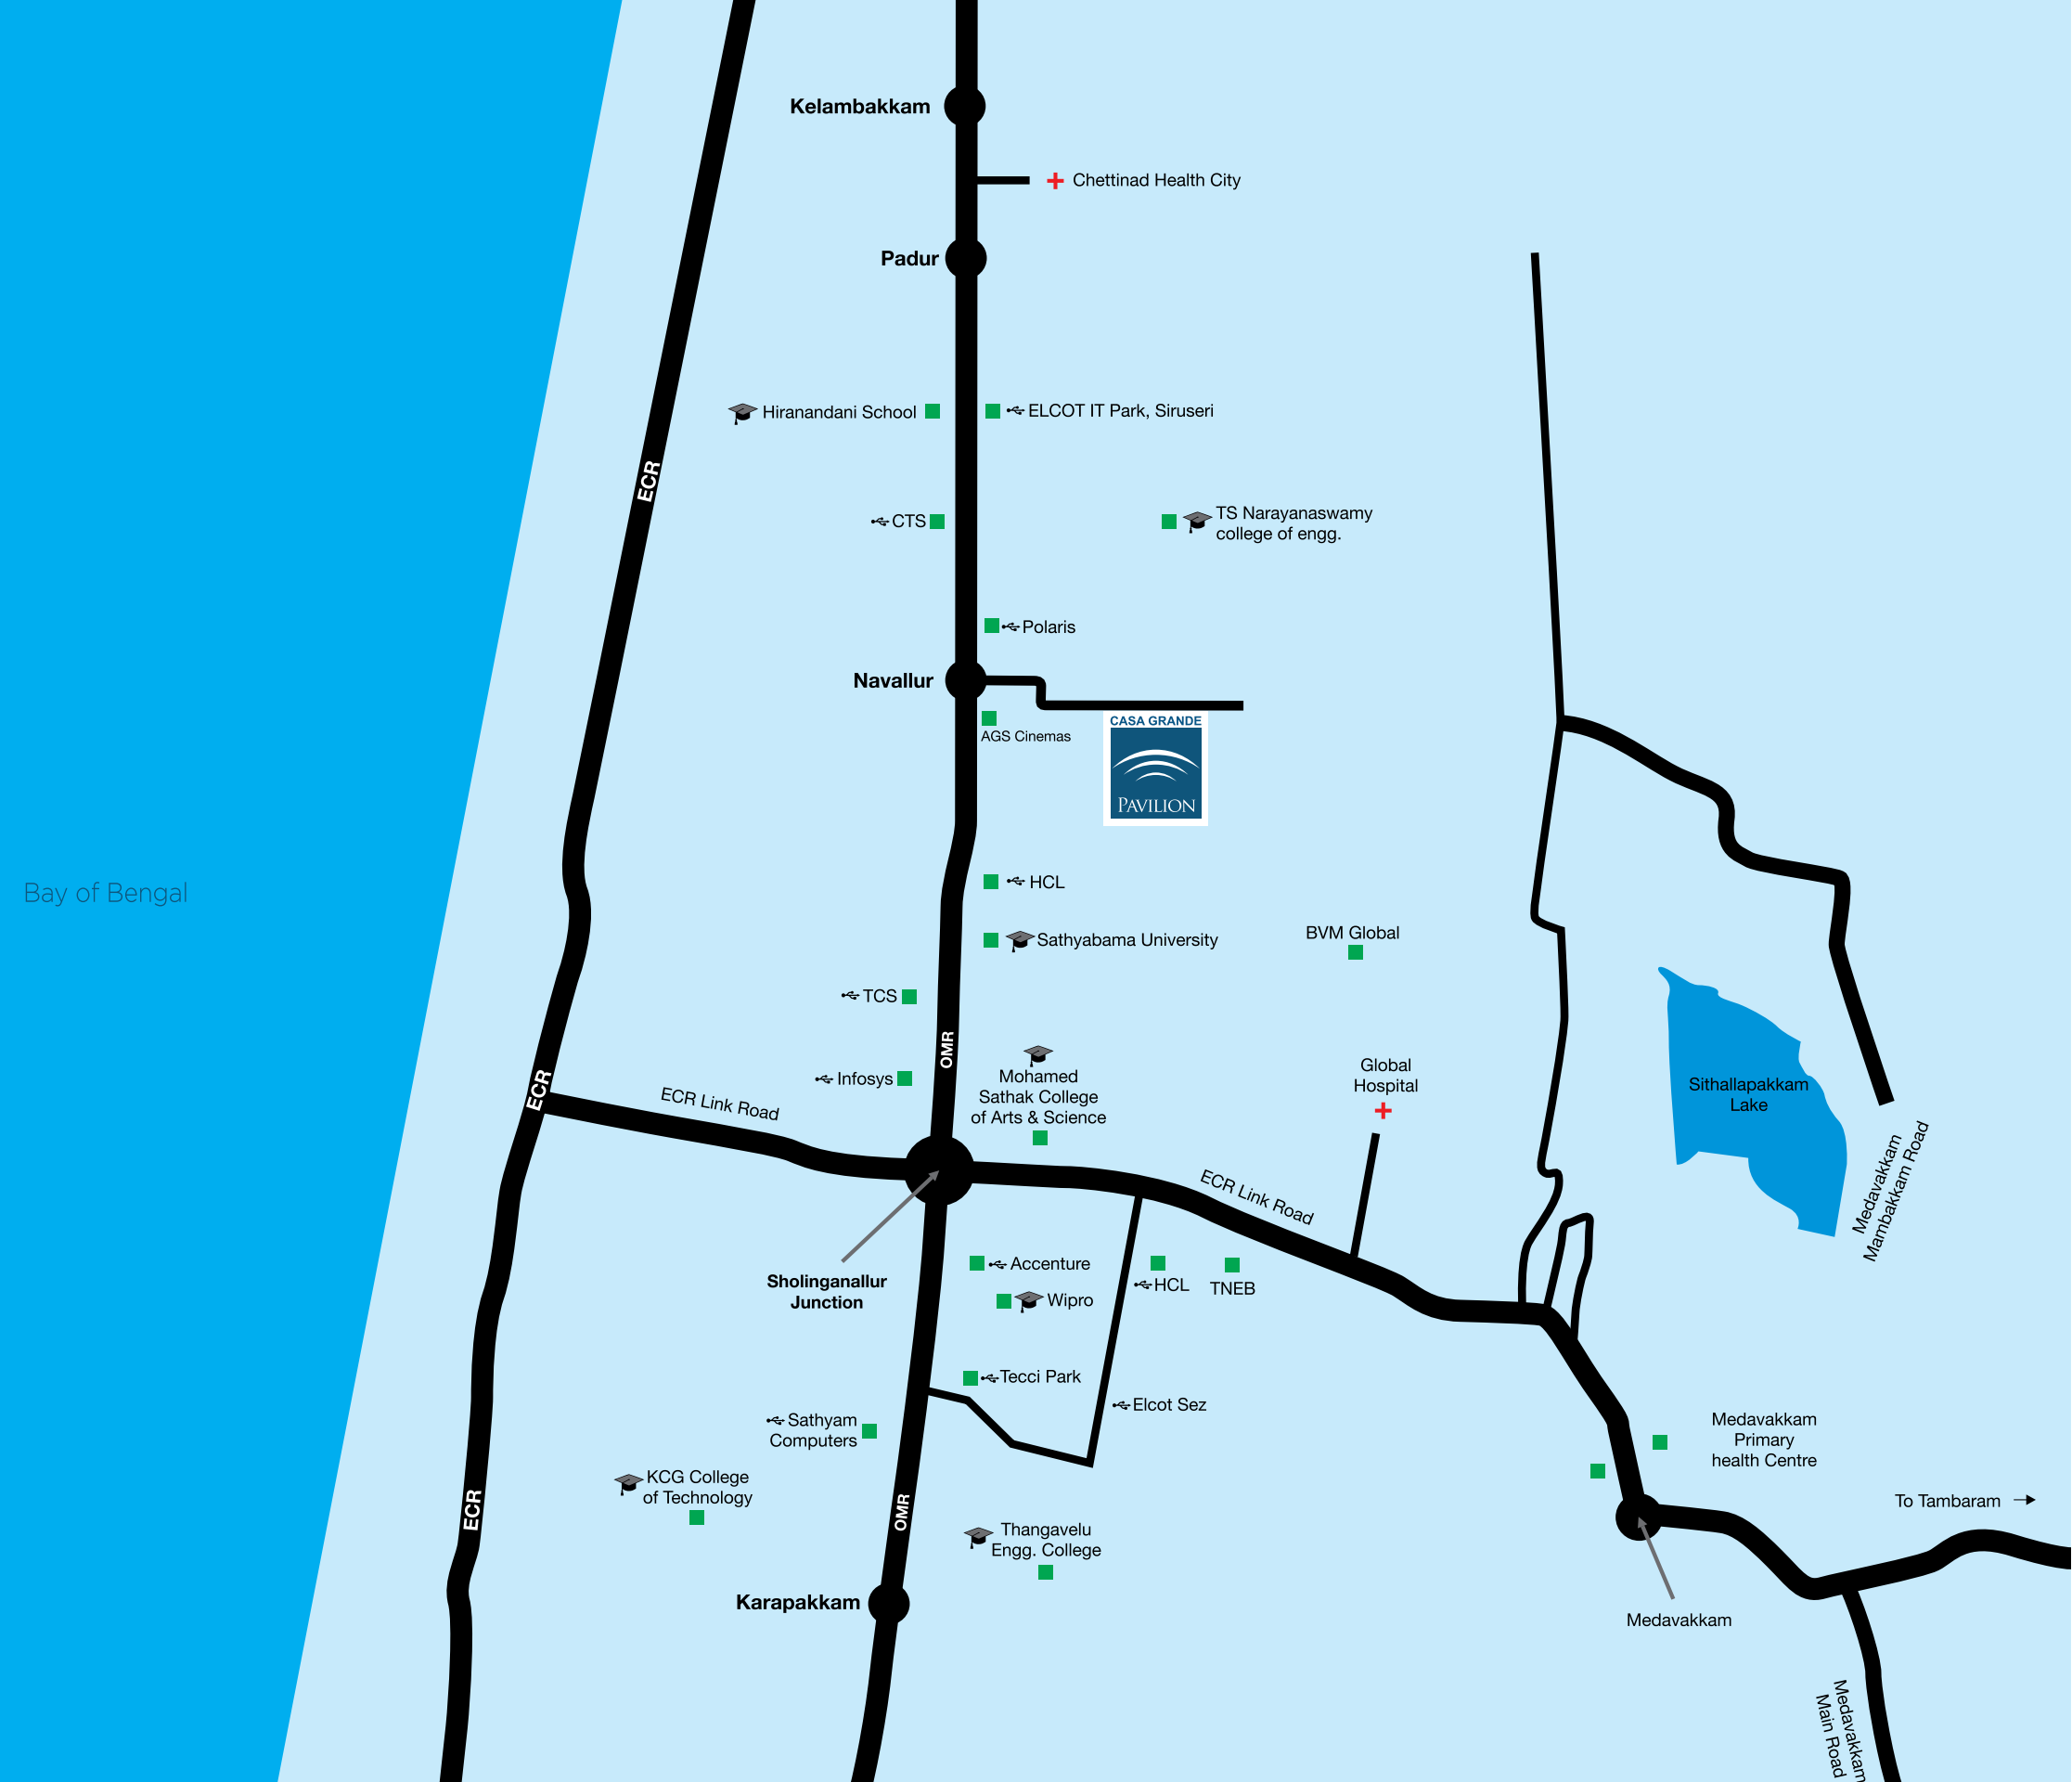 Kelambakkam
Chettinad Health City
Padur
Hiranandani School
ELCOT IT Park, Siruseri
ECR
CTS
TS Narayanaswamy
college of engg.
Polaris
Navallur
AGS Cinemas
CASA GRANDE
PAVILION
Bay of Bengal
HCL
Sathyabama University
BVM Global
TCS
OMR
Mohamed
Sathak College
of Arts & Science
Global
Hospital
Infosys
ECR
ECR Link Road
Sithallapakkam
Lake
Medavakkam
Mambakkam Road
ECR Link Road
Sholinganallur
Junction
Accenture
Wipro
HCL
TNEB
Tecci Park
Elcot Sez
Sathyam
Computers
Medavakkam
Primary
health Centre
KCG College
of Technology
ECR
OMR
Thangavelu
Engg. College
To Tambaram
Karapakkam
Medavakkam
Medavakkam
Main Road